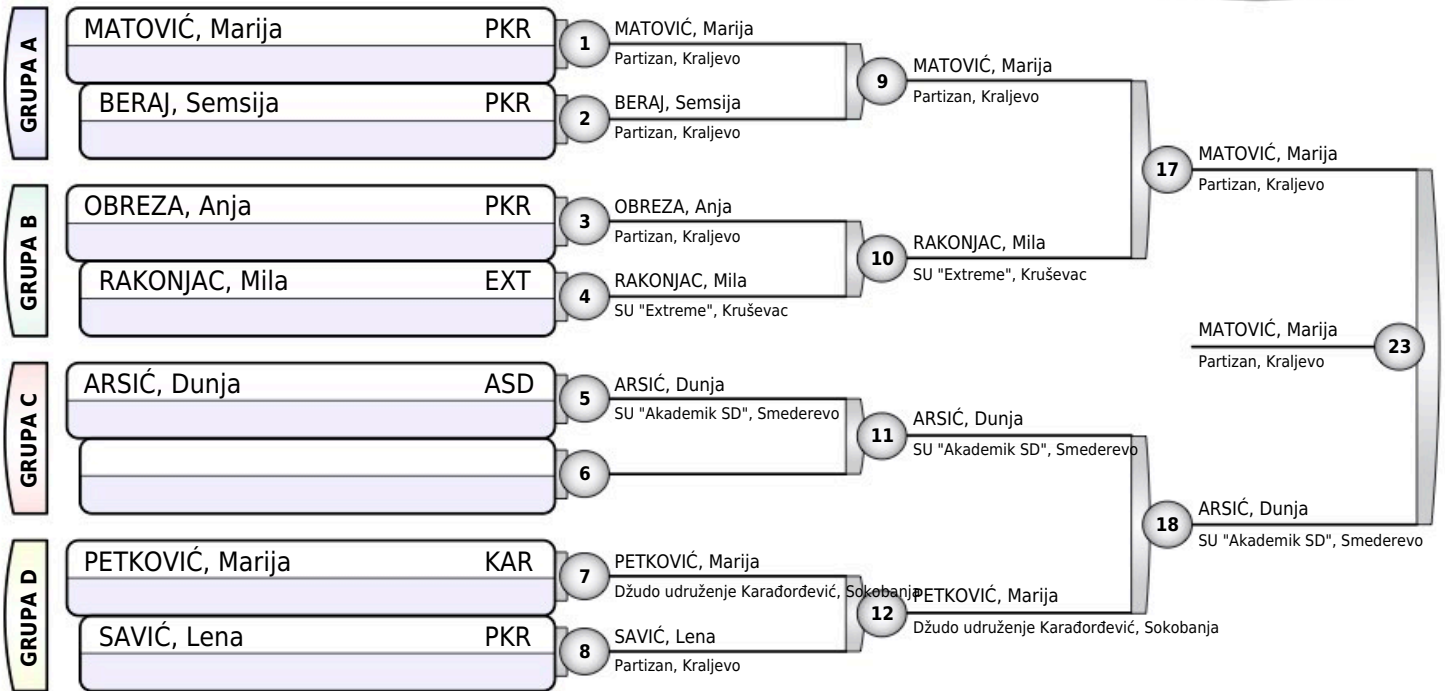 GRUPA A
MATOVIĆ, Marija PKR
BERAJ, Semsija PKR
GRUPA B
OBREZA, Anja PKR
RAKONJAC, Mila EXT
GRUPA C
ARSIĆ, Dunja ASD
GRUPA D
PETKOVIĆ, Marija KAR
SAVIĆ, Lena PKR
1
MATOVIĆ, Marija
Partizan, Kraljevo
2
BERAJ, Semsija
Partizan, Kraljevo
3
OBREZA, Anja
Partizan, Kraljevo
4
RAKONJAC, Mila
SU "Extreme", Kruševac
5
ARSIĆ, Dunja
SU "Akademik SD", Smederevo
6
7
PETKOVIĆ, Marija
Džudo udruženje Karađorđević, Sokobanja
8
SAVIĆ, Lena
Partizan, Kraljevo
9
MATOVIĆ, Marija
Partizan, Kraljevo
10
RAKONJAC, Mila
SU "Extreme", Kruševac
11
ARSIĆ, Dunja
SU "Akademik SD", Smederevo
12
PETKOVIĆ, Marija
Džudo udruženje Karađorđević, Sokobanja
17
MATOVIĆ, Marija
Partizan, Kraljevo
18
ARSIĆ, Dunja
SU "Akademik SD", Smederevo
MATOVIĆ, Marija
Partizan, Kraljevo
23